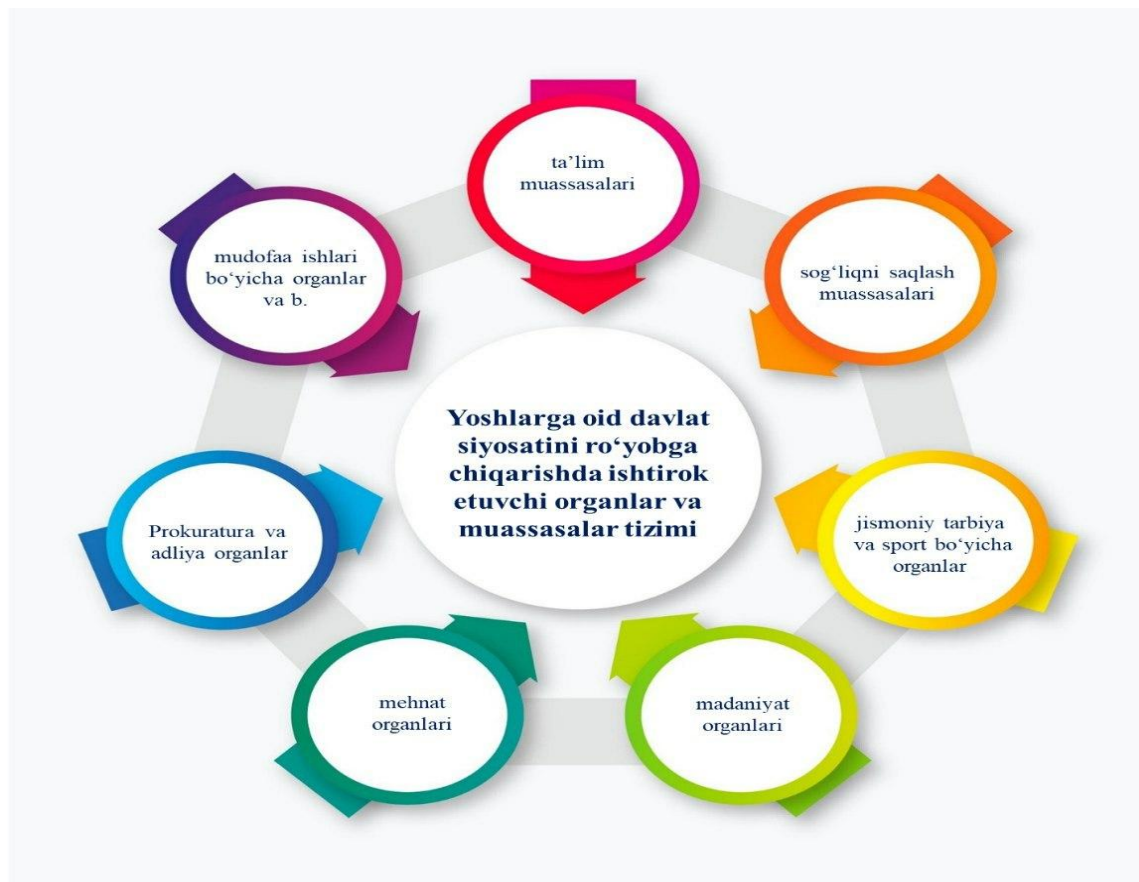 ta’lim
muassasalari
sog‘liqni saqlash
muassasalari
jismoniy tarbiya
va sport bo‘yicha
organlar
madaniyat
organlari
mehnat
organlari
Prokuratura va
adliya organlar
mudofaa ishlari
bo‘yicha organlar
va b.
Yoshlarga oid davlat
siyosatini ro‘yobga
chiqarishda ishtirok
etuvchi organlar va
muassasalar tizimi